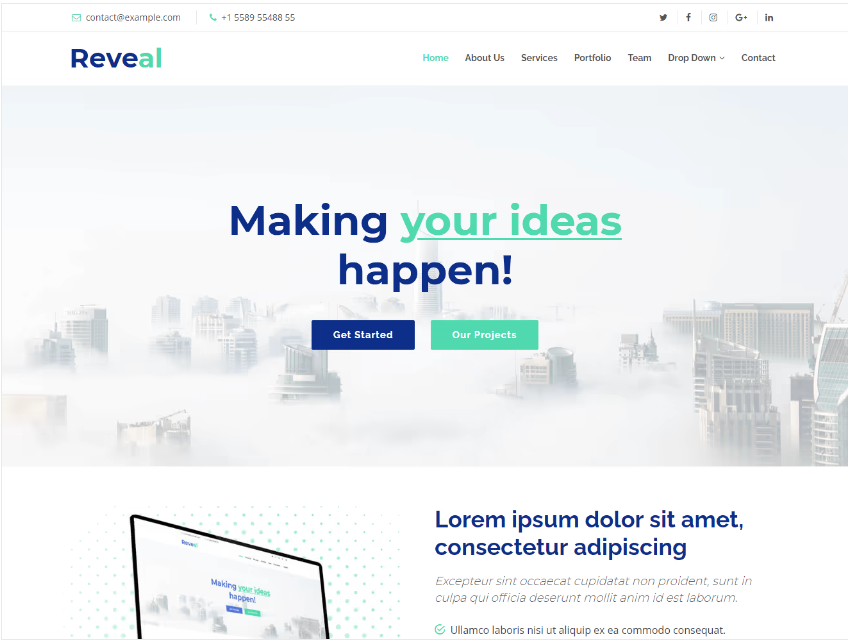 contact@example.com
+1 5589 55488 55
Reveal
Home About Us Services Portfolio Team Drop Down Contact
Making your ideas
happen!
Get Started Our Projects
Lorem ipsum dolor sit amet,
consectetur adipiscing
Excepteur sint occaecat cupidatat non proident, sunt in
culpa qui officia deserunt mollit anim id est laborum.
Ullamco laboris nisi ut aliquip ex ea commodo consequat.
Reveal
Making your ideas
happen!